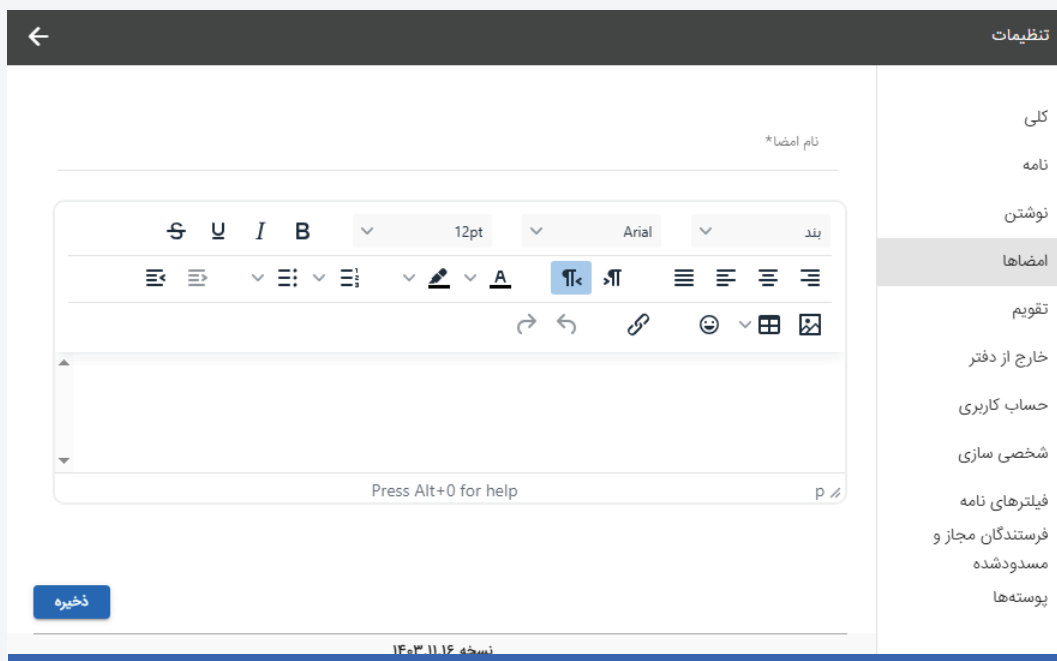 تنظیمات
کلی
نامه
نوشتن
امضاها
تقویم
خارج از دفتر
حساب کاربری
شخصی سازی
فیلترهای نامه
فرستندگان مجاز و
مسدودشده
پوسته‌ها
نام امضا*
بند Arial 12pt B I U S
Press Alt+0 for help
p
ذخیره
نسخه ۱۴۰۳.۱۱.۱۶